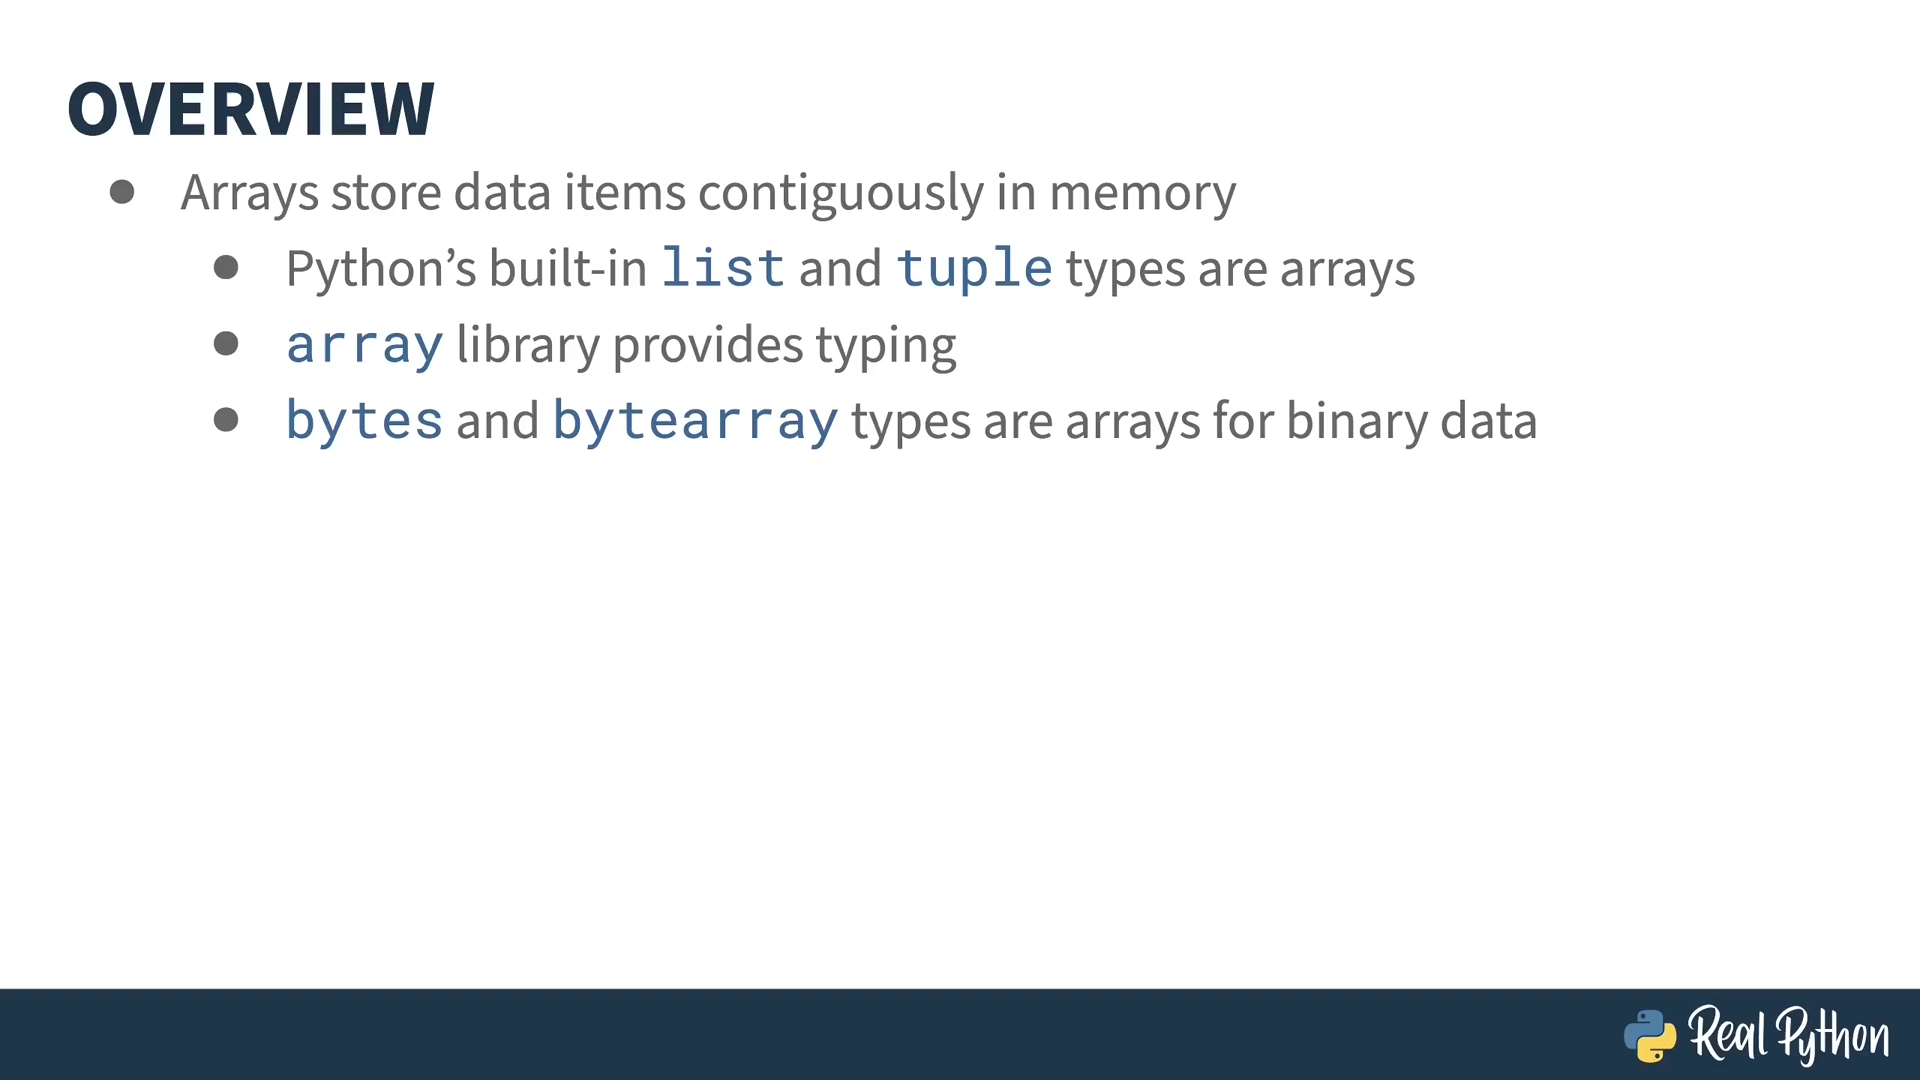 OVERVIEW
● Arrays store data items contiguously in memory
● Python’s built-in list and tuple types are arrays
● array library provides typing
● bytes and bytearray types are arrays for binary data
Real Python